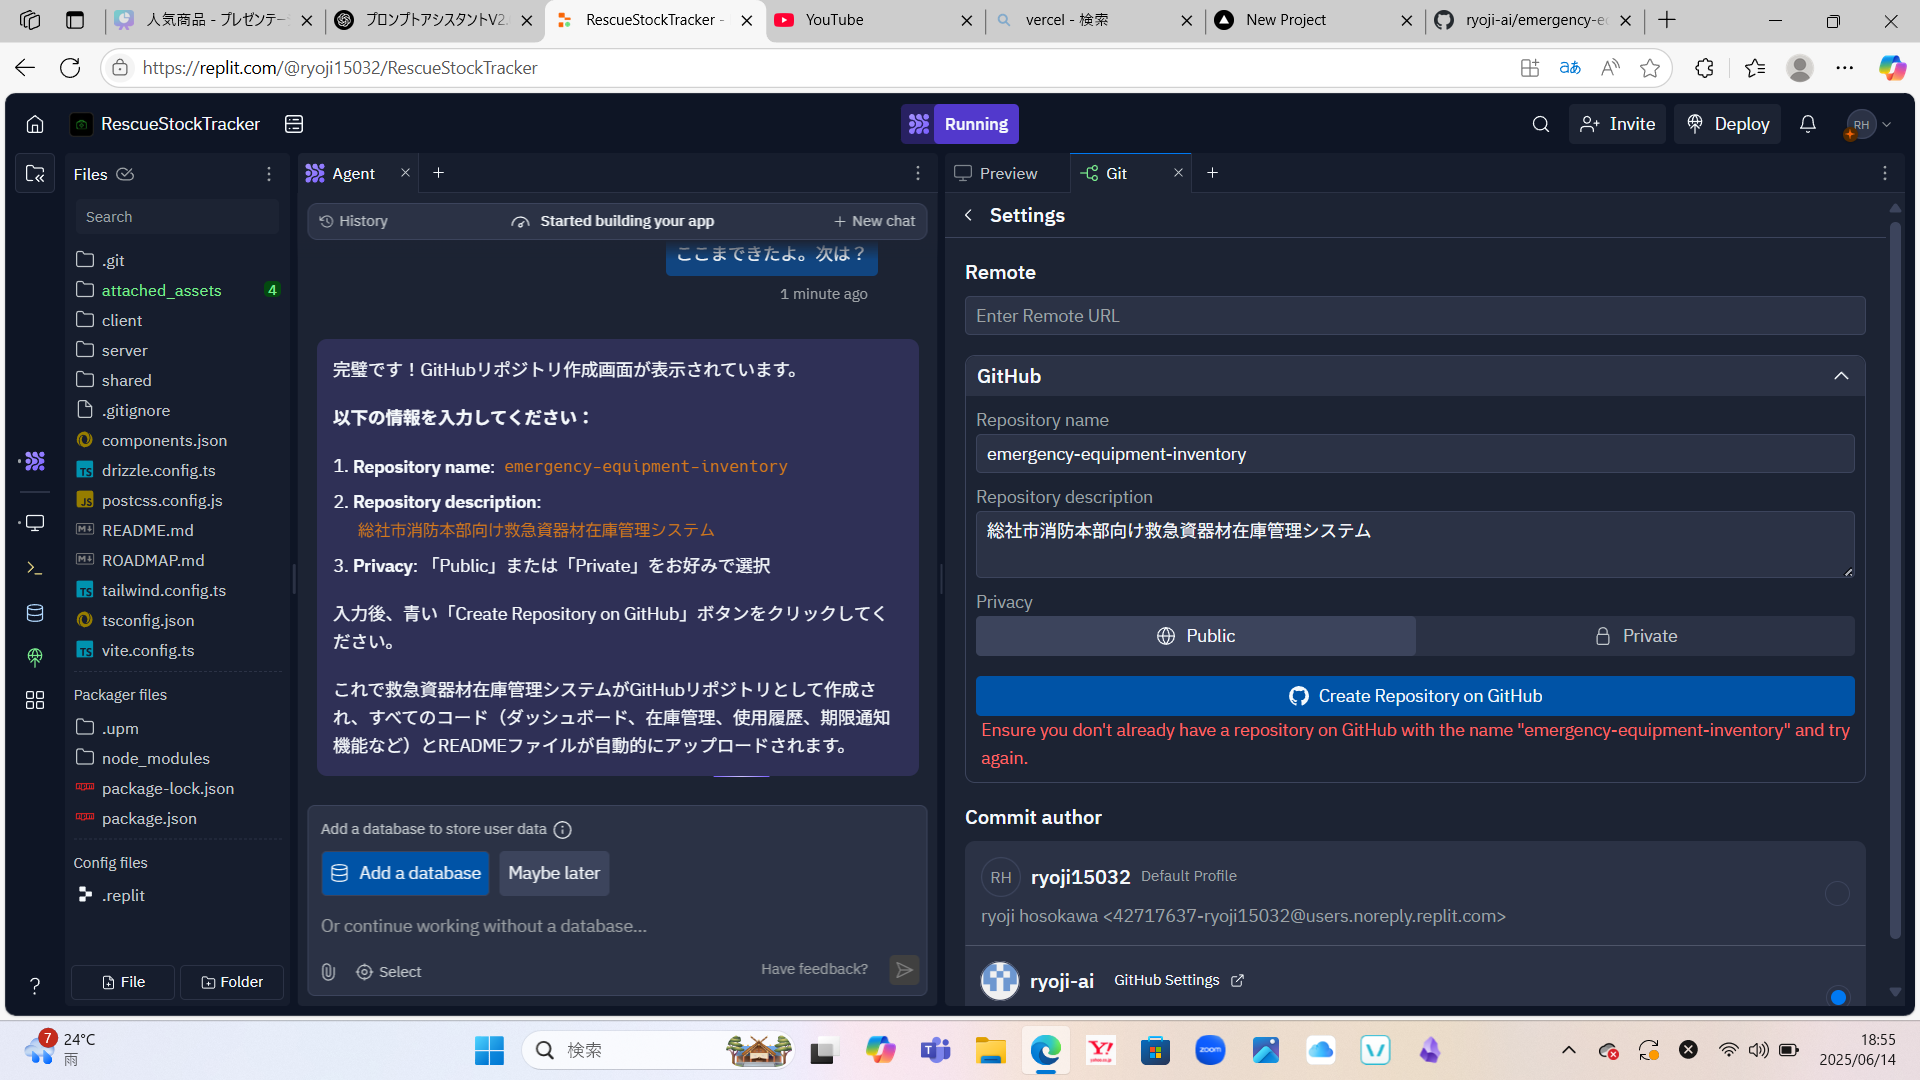 人気商品 - プレゼンテー
プロンプトアシスタントV2.
RescueStockTracker -
YouTube
vercel - 検索
New Project
ryoji-ai/emergency-e
https://replit.com/@ryoji15032/RescueStockTracker
RescueStockTracker
Running
Invite
Deploy
RH
Files
Search
.git
attached_assets 4
client
server
shared
.gitignore
components.json
drizzle.config.ts
postcss.config.js
README.md
ROADMAP.md
tailwind.config.ts
tsconfig.json
vite.config.ts
Packager files
.upm
node_modules
package-lock.json
package.json
Config files
.replit
File
Folder
Agent
History
Started building your app
New chat
ここまできたよ。次は？
1 minute ago
完璧です！GitHubリポジトリ作成画面が表示されています。
以下の情報を入力してください：
1. Repository name: emergency-equipment-inventory
2. Repository description:
総社市消防本部向け救急資器材在庫管理システム
3. Privacy: 「Public」または「Private」をお好みで選択
入力後、青い「Create Repository on GitHub」ボタンをクリックしてく
ださい。
これで救急資器材在庫管理システムがGitHubリポジトリとして作成さ
れ、すべてのコード（ダッシュボード、在庫管理、使用履歴、期限通知
機能など）とREADMEファイルが自動的にアップロードされます。
Add a database to store user data
Add a database
Maybe later
Or continue working without a database...
Select
Have feedback?
Preview
Git
Settings
Remote
Enter Remote URL
GitHub
Repository name
emergency-equipment-inventory
Repository description
総社市消防本部向け救急資器材在庫管理システム
Privacy
Public
Private
Create Repository on GitHub
Ensure you don't already have a repository on GitHub with the name "emergency-equipment-inventory" and try
again.
Commit author
RH
ryoji15032 Default Profile
ryoji hosokawa <42717637-ryoji15032@users.noreply.replit.com>
ryoji-ai GitHub Settings
7
24°C
雨
検索
zoom
18:55
2025/06/14